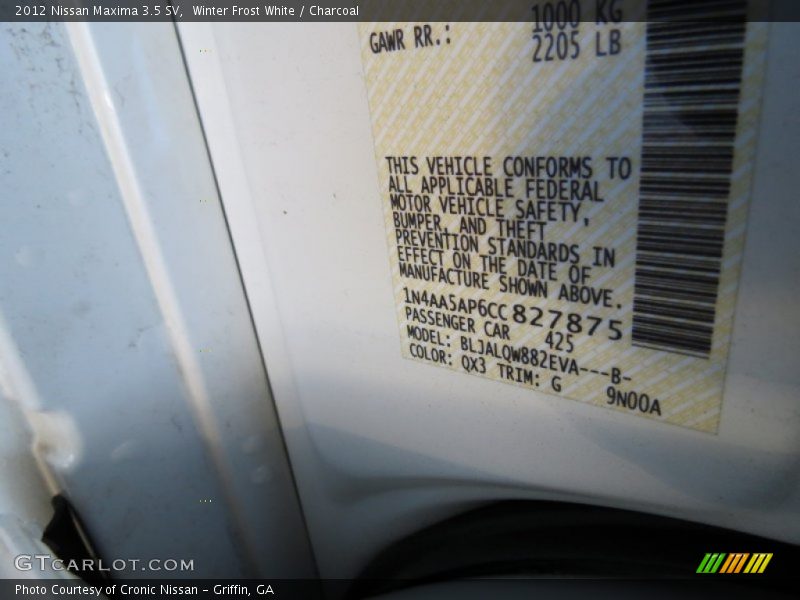 2012 Nissan Maxima 3.5 SV,  Winter Frost White / Charcoal
1000 KG
GAWR RR.: 2205 LB
THIS VEHICLE CONFORMS TO
ALL APPLICABLE FEDERAL
MOTOR VEHICLE SAFETY,
BUMPER, AND THEFT
PREVENTION STANDARDS IN
EFFECT ON THE DATE OF
MANUFACTURE SHOWN ABOVE.
1N4AA5AP6CC827875
PASSENGER CAR 425
MODEL: BLJALQW882EVA---B-
COLOR: QX3 TRIM: G 9N00A
GTCARLOT.COM
Photo Courtesy of Cronic Nissan – Griffin, GA